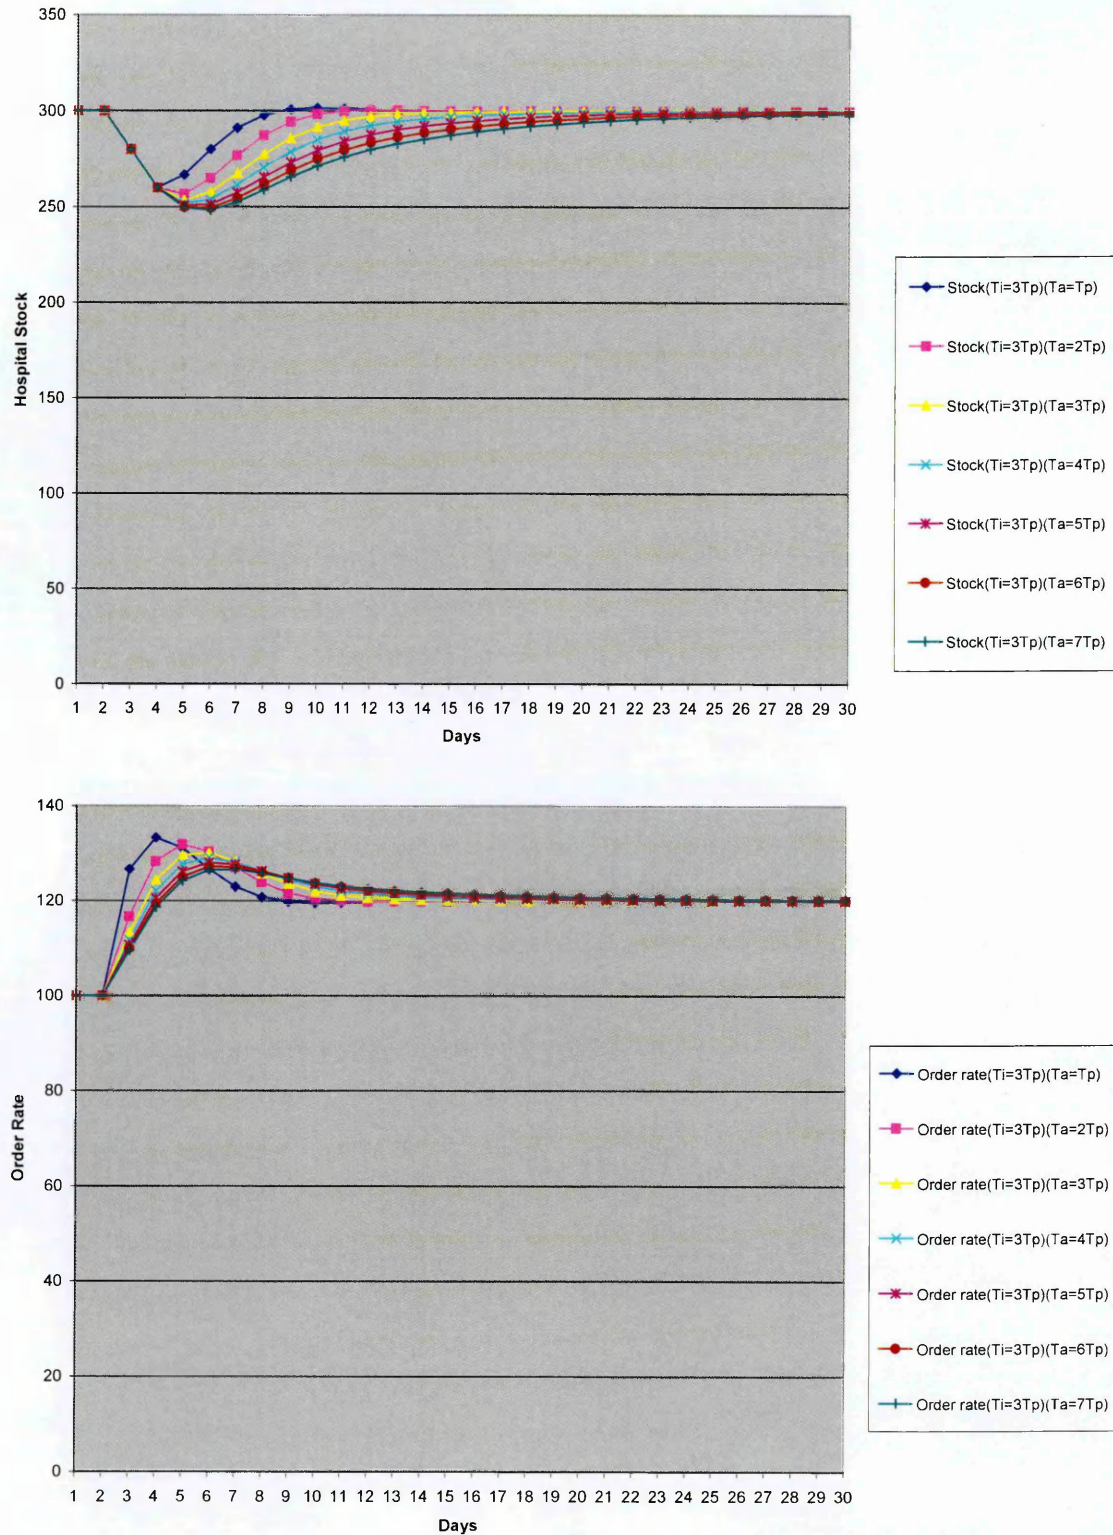 350
300
250
200
150
100
50
0
Hospital Stock
1 2 3 4 5 6 7 8 9 10 11 12 13 14 15 16 17 18 19 20 21 22 23 24 25 26 27 28 29 30
Days
Stock(Ti=3Tp)(Ta=Tp)
Stock(Ti=3Tp)(Ta=2Tp)
Stock(Ti=3Tp)(Ta=3Tp)
Stock(Ti=3Tp)(Ta=4Tp)
Stock(Ti=3Tp)(Ta=5Tp)
Stock(Ti=3Tp)(Ta=6Tp)
Stock(Ti=3Tp)(Ta=7Tp)
140
120
100
80
60
40
20
0
Order Rate
1 2 3 4 5 6 7 8 9 10 11 12 13 14 15 16 17 18 19 20 21 22 23 24 25 26 27 28 29 30
Days
Order rate(Ti=3Tp)(Ta=Tp)
Order rate(Ti=3Tp)(Ta=2Tp)
Order rate(Ti=3Tp)(Ta=3Tp)
Order rate(Ti=3Tp)(Ta=4Tp)
Order rate(Ti=3Tp)(Ta=5Tp)
Order rate(Ti=3Tp)(Ta=6Tp)
Order rate(Ti=3Tp)(Ta=7Tp)